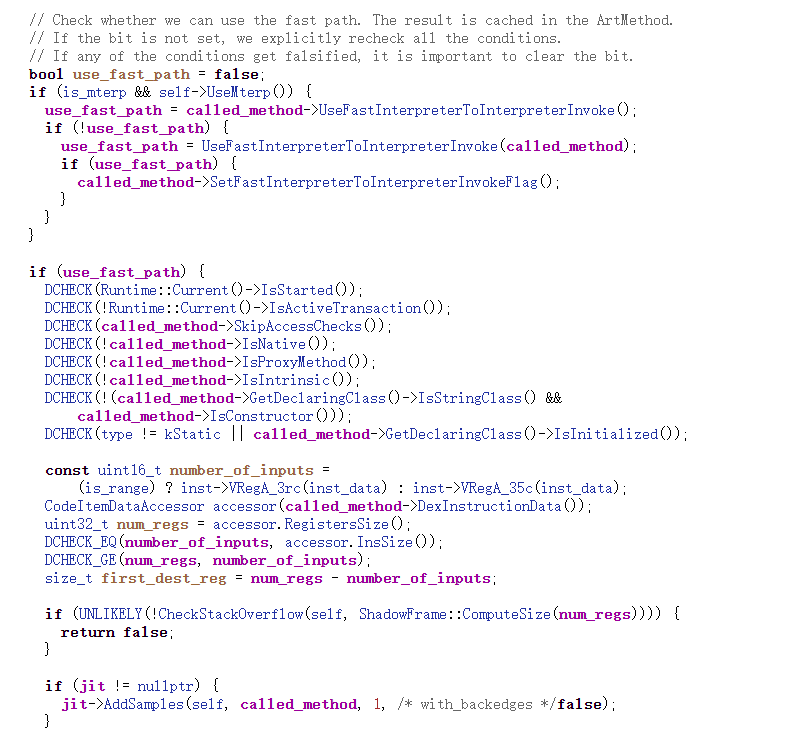 // Check whether we can use the fast path. The result is cached in the ArtMethod.
// If the bit is not set, we explicitly recheck all the conditions.
// If any of the conditions get falsified, it is important to clear the bit.
bool use_fast_path = false;
if (is_mterp && self->UseMterp()) {
use_fast_path = called_method->UseFastInterpreterToInterpreterInvoke();
if (!use_fast_path) {
use_fast_path = UseFastInterpreterToInterpreterInvoke(called_method);
if (use_fast_path) {
called_method->SetFastInterpreterToInterpreterInvokeFlag();
}
}
}
if (use_fast_path) {
DCHECK(Runtime::Current()->IsStarted());
DCHECK(!Runtime::Current()->IsActiveTransaction());
DCHECK(called_method->SkipAccessChecks());
DCHECK(!called_method->IsNative());
DCHECK(!called_method->IsProxyMethod());
DCHECK(!called_method->IsIntrinsic());
DCHECK(!(called_method->GetDeclaringClass()->IsStringClass() &&
called_method->IsConstructor()));
DCHECK(type != kStatic || called_method->GetDeclaringClass()->IsInitialized());
const uint16_t number_of_inputs =
(is_range) ? inst->VRegA_3rc(inst_data) : inst->VRegA_35c(inst_data);
CodeItemDataAccessor accessor(called_method->DexInstructionData());
uint32_t num_regs = accessor.RegistersSize();
DCHECK_EQ(number_of_inputs, accessor.InsSize());
DCHECK_GE(num_regs, number_of_inputs);
size_t first_dest_reg = num_regs - number_of_inputs;
if (UNLIKELY(!CheckStackOverflow(self, ShadowFrame::ComputeSize(num_regs)))) {
return false;
}
if (jit != nullptr) {
jit->AddSamples(self, called_method, 1, /* with_backedges */false);
}